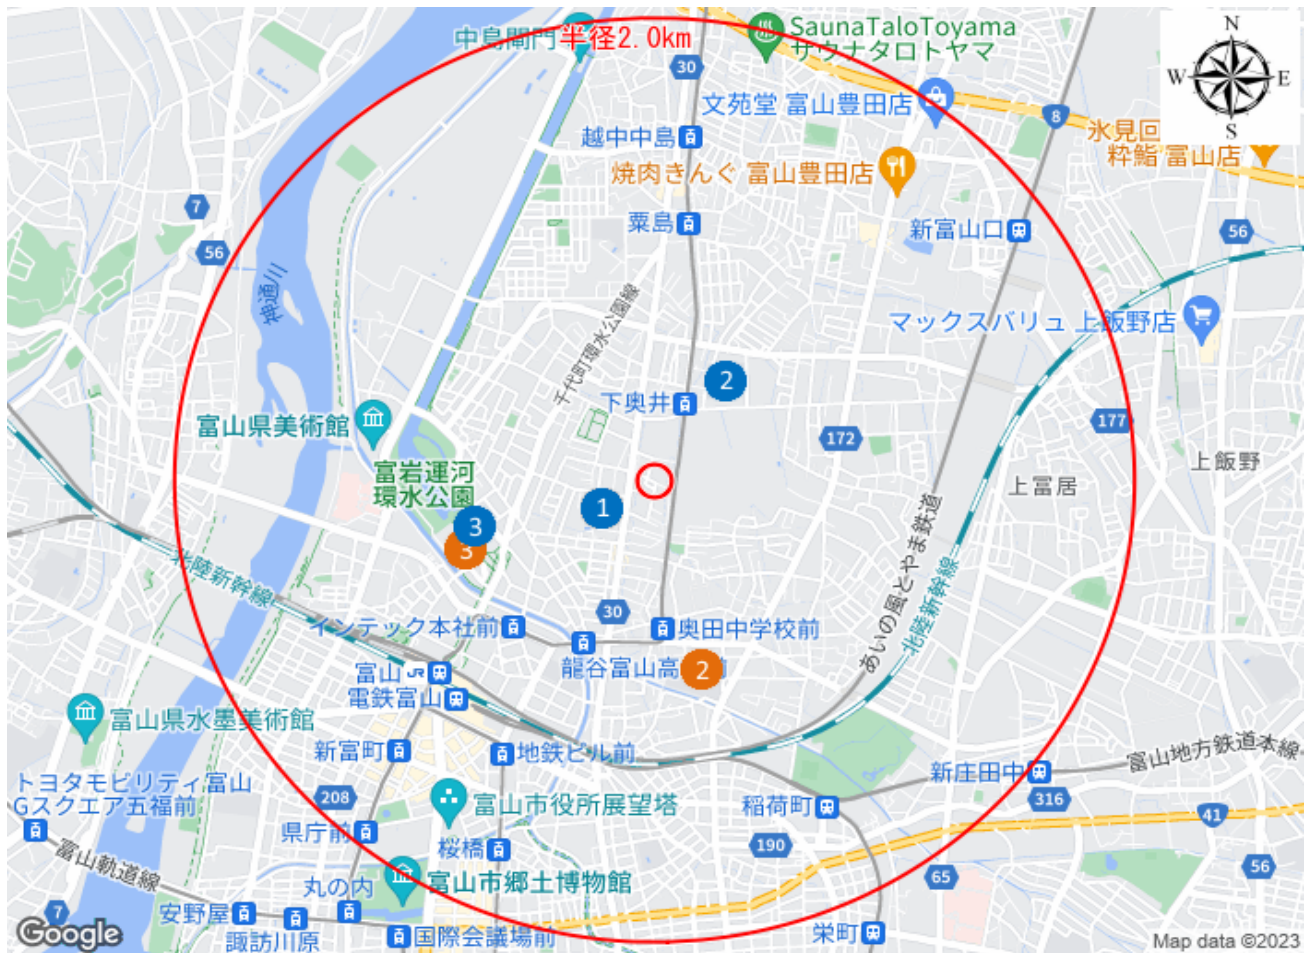 中島閘門
半径2.0km
SaunaTaloToyama
サウナタロトヤマ
N
W
E
S
30
文苑堂 富山豊田店
8
氷見回
粋鮨 富山店
越中中島
焼肉きんぐ 富山豊田店
7
粟島
新富山口
56
56
神通川
千代町環水公園線
マックスバリュ 上飯野店
2
下奥井
富山県美術館
172
177
上飯野
富岩運河
環水公園
上冨居
1
3
3
あいの風とやま鉄道
北陸新幹線
北陸新幹線
30
インテック本社前
奥田中学校前
龍谷富山高
前
2
富山
JR
電鉄富山
富山県水墨美術館
新富町
地鉄ビル前
富山地方鉄道本線
新庄田中
トヨタモビリティ富山
Gスクエア五福前
208
富山市役所展望塔
稲荷町
316
41
県庁前
桜橋
190
富山軌道線
丸の内
富山市郷土博物館
65
56
7
安野屋
諏訪川原
国際会議場前
栄町
Google
Map data ©2023